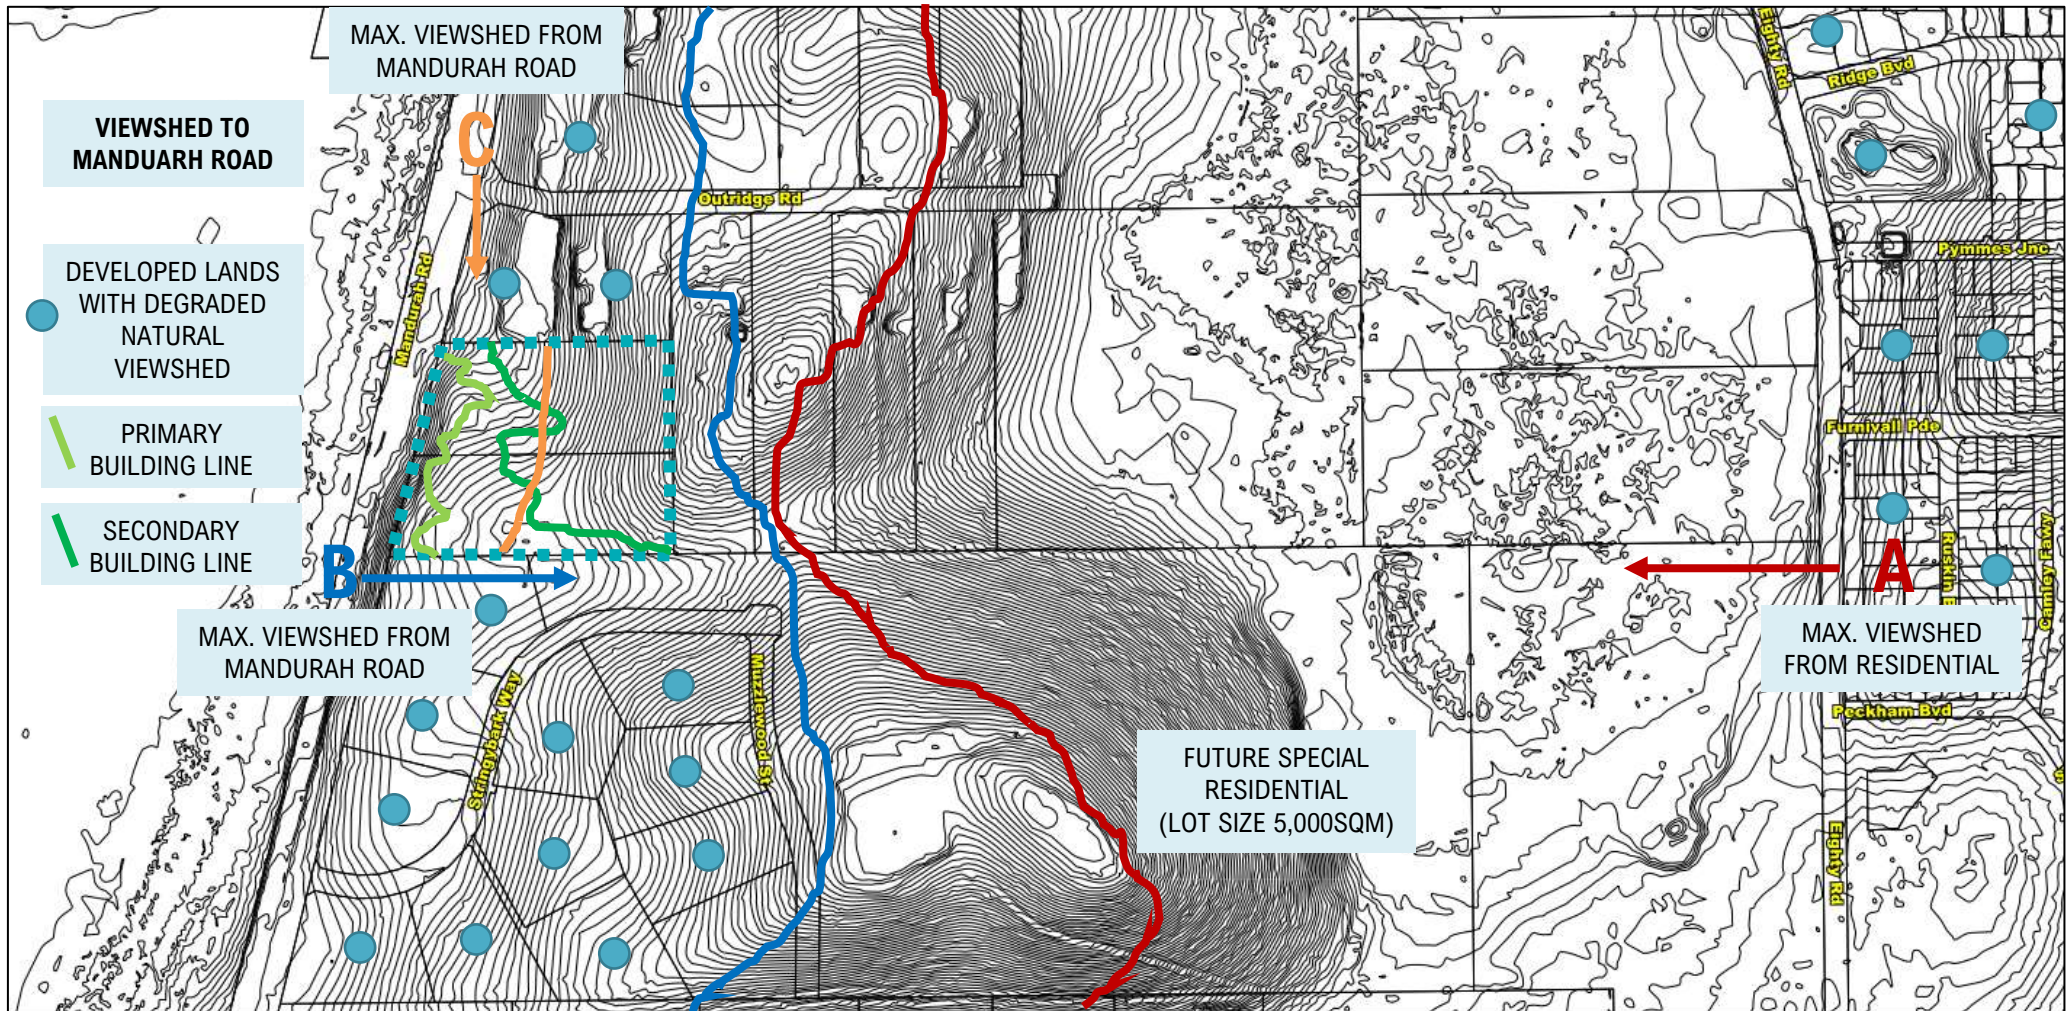 MAX. VIEWSHED FROM
MANDURAH ROAD
VIEWSHED TO
MANDUARH ROAD
C
Eighty Rd
Ridge Bvd
Outridge Rd
Pymmes Jnc
Mandurah Rd
DEVELOPED LANDS
WITH DEGRADED
NATURAL
VIEWSHED
PRIMARY
BUILDING LINE
SECONDARY
BUILDING LINE
Furnivall Pde
B
A
Ruskin
Camley Fawy
MAX. VIEWSHED FROM
MANDURAH ROAD
MAX. VIEWSHED
FROM RESIDENTIAL
Stringybark Way
Muzzlewood St
Peckham Bvd
FUTURE SPECIAL
RESIDENTIAL
(LOT SIZE 5,000SQM)
Eighty Rd